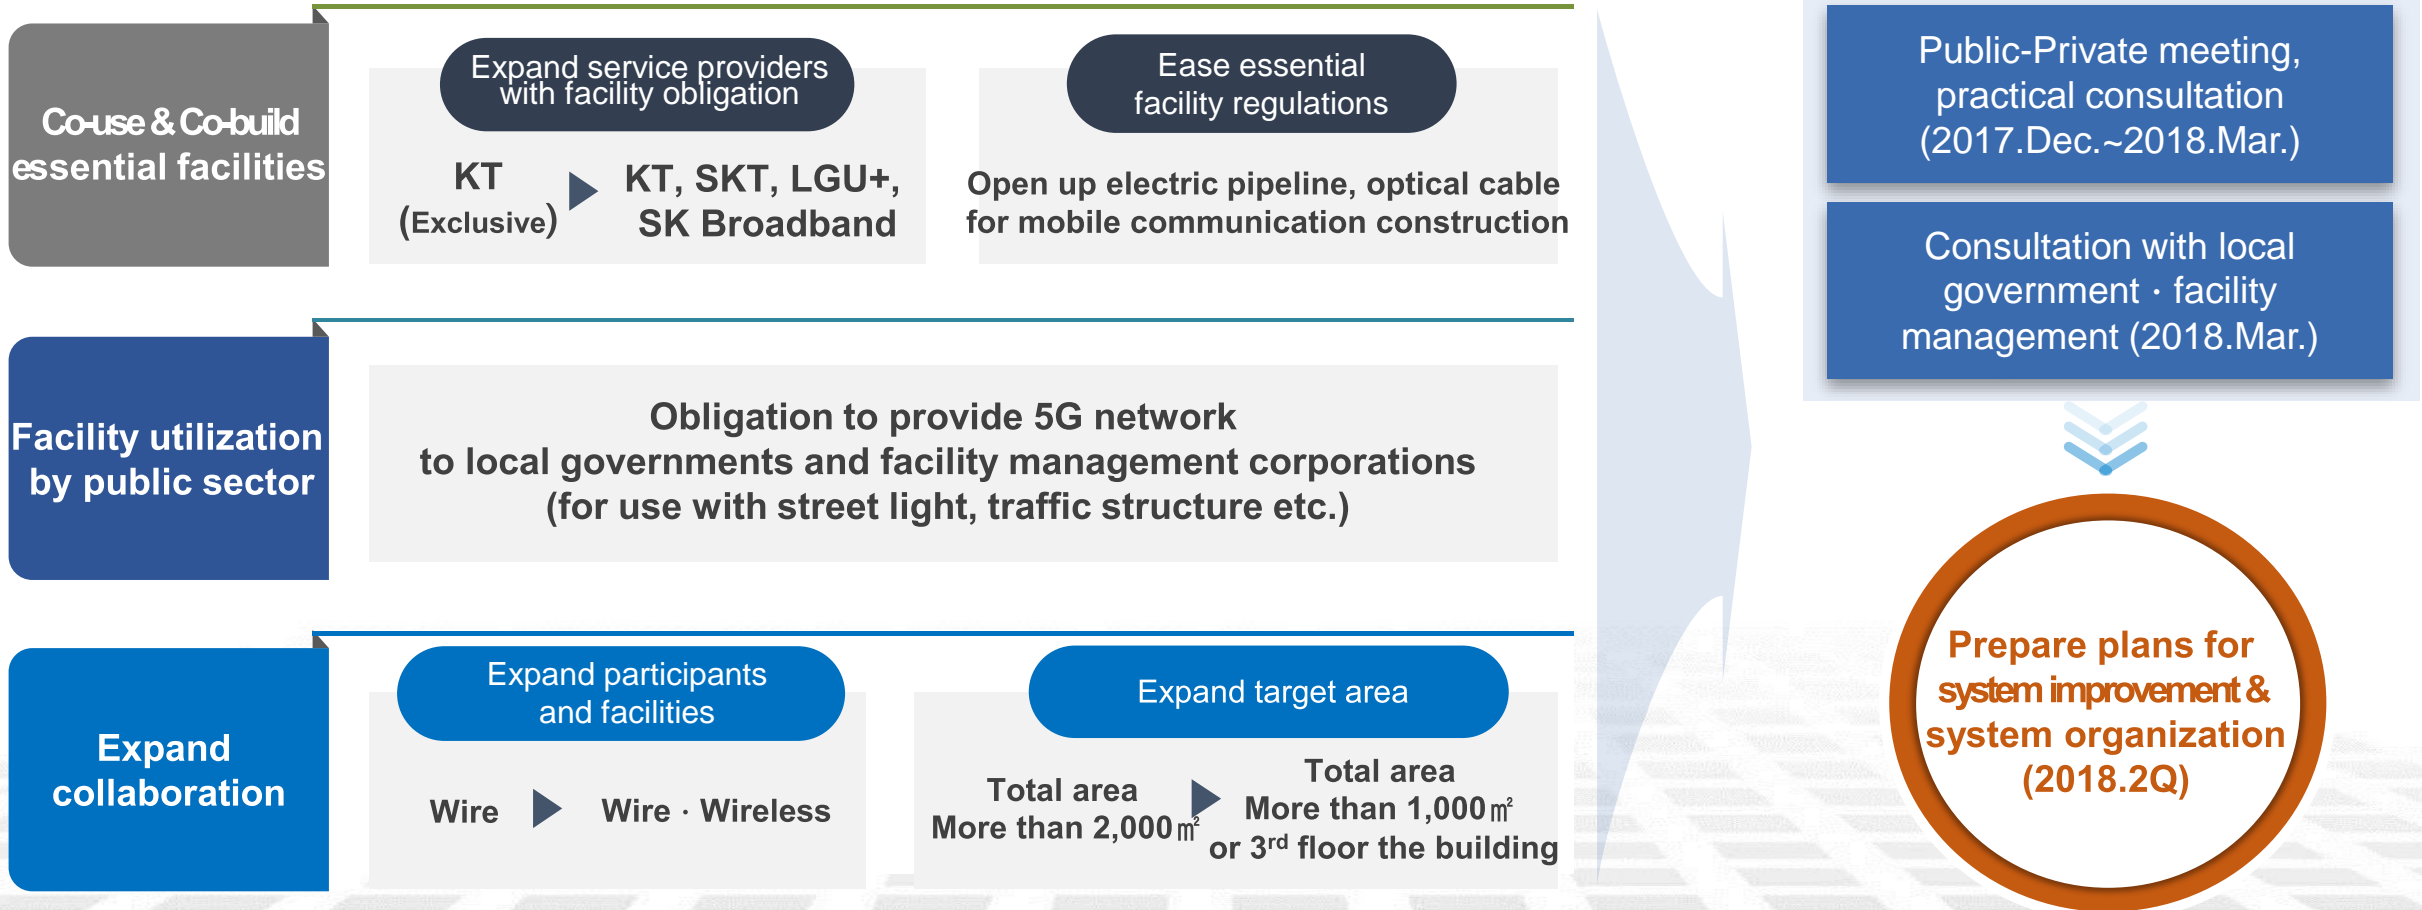 Co-use & Co-build
essential facilities
Expand service providers
with facility obligation
KT
(Exclusive)
KT, SKT, LGU+,
SK Broadband
Ease essential
facility regulations
Open up electric pipeline, optical cable
for mobile communication construction
Facility utilization
by public sector
Obligation to provide 5G network
to local governments and facility management corporations
(for use with street light, traffic structure etc.)
Expand
collaboration
Expand participants
and facilities
Wire
Wire · Wireless
Expand target area
Total area
More than 2,000㎡
Total area
More than 1,000㎡
or 3rd floor the building
Public-Private meeting,
practical consultation
(2017.Dec.~2018.Mar.)
Consultation with local
government · facility
management (2018.Mar.)
Prepare plans for
system improvement &
system organization
(2018.2Q)